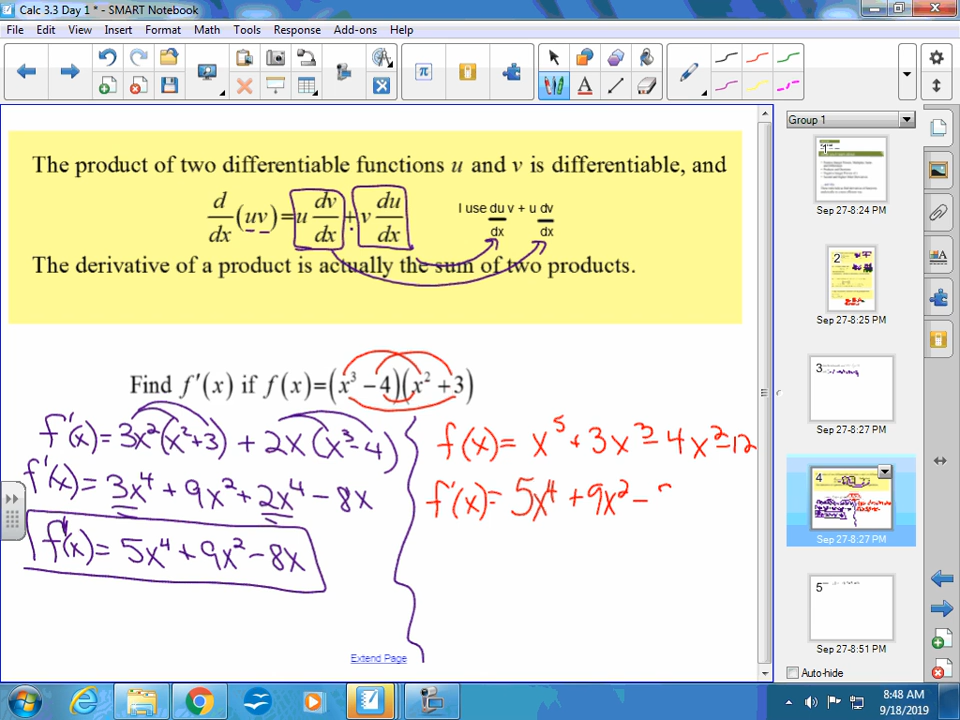 Calc 3.3 Day 1 * - SMART Notebook
File Edit View Insert Format Math Tools Response Add-ons Help
π
A
Group 1
The product of two differentiable functions u and v is differentiable, and
d/dx (uv) = u dv/dx + v du/dx
I use du/dx v + u dv/dx
The derivative of a product is actually the sum of two products.
Find f'(x) if f(x)=(x³ −4)(x² +3)
f'(x)= 3x²(x²+3) + 2x(x³−4)
f'(x)= 3x⁴ + 9x² + 2x⁴ − 8x
f'(x)= 5x⁴ + 9x² − 8x
f(x)= x⁵ + 3x³ − 4x² − 12
f'(x)= 5x⁴ + 9x² −
Extend Page
1
Sep 27-8:24 PM
2
Sep 27-8:25 PM
3
Sep 27-8:27 PM
4
Sep 27-8:27 PM
5
Sep 27-8:51 PM
Auto-hide
8:48 AM
9/18/2019